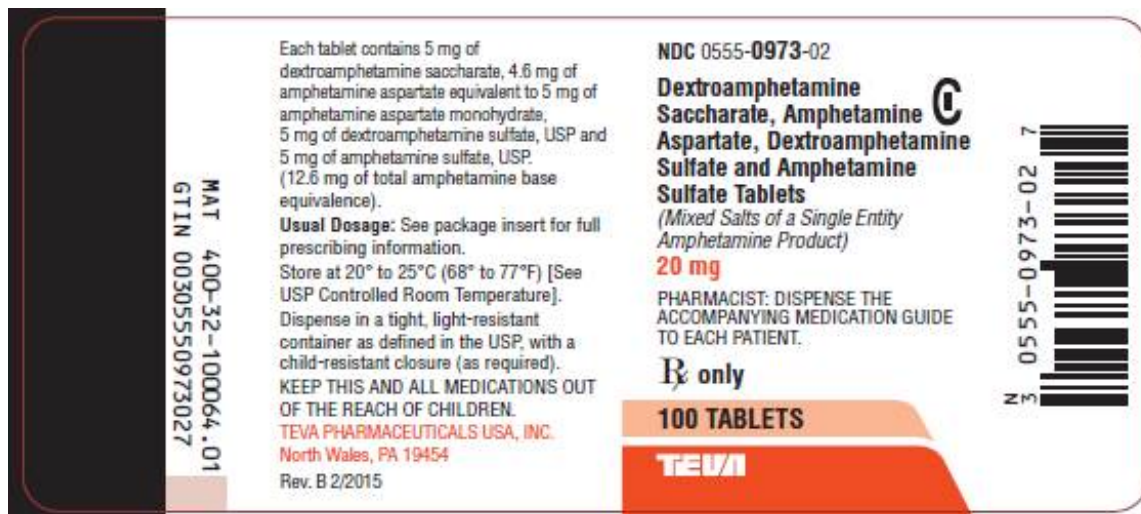 MAT 400-32-100064.01
GTIN 00305550973027
Each tablet contains 5 mg of
dextroamphetamine saccharate, 4.6 mg of
amphetamine aspartate equivalent to 5 mg of
amphetamine aspartate monohydrate,
5 mg of dextroamphetamine sulfate, USP and
5 mg of amphetamine sulfate, USP.
(12.6 mg of total amphetamine base
equivalence).
Usual Dosage: See package insert for full
prescribing information.
Store at 20° to 25°C (68° to 77°F) [See
USP Controlled Room Temperature].
Dispense in a tight, light-resistant
container as defined in the USP, with a
child-resistant closure (as required).
KEEP THIS AND ALL MEDICATIONS OUT
OF THE REACH OF CHILDREN.
TEVA PHARMACEUTICALS USA, INC.
North Wales, PA 19454
Rev. B 2/2015
NDC 0555-0973-02
Dextroamphetamine
Saccharate, Amphetamine CII
Aspartate, Dextroamphetamine
Sulfate and Amphetamine
Sulfate Tablets
(Mixed Salts of a Single Entity
Amphetamine Product)
20 mg
PHARMACIST: DISPENSE THE
ACCOMPANYING MEDICATION GUIDE
TO EACH PATIENT.
℞ only
100 TABLETS
TEVA
N 3 0555-0973-02 7